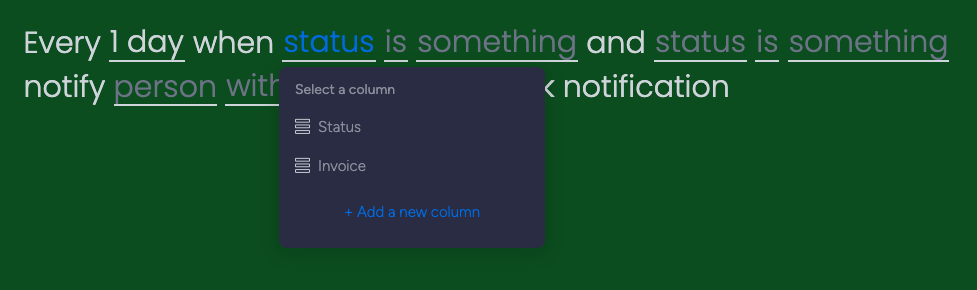 Every 1 day when status is something and status is something
notify person with k notification
Select a column
Status
Invoice
+ Add a new column